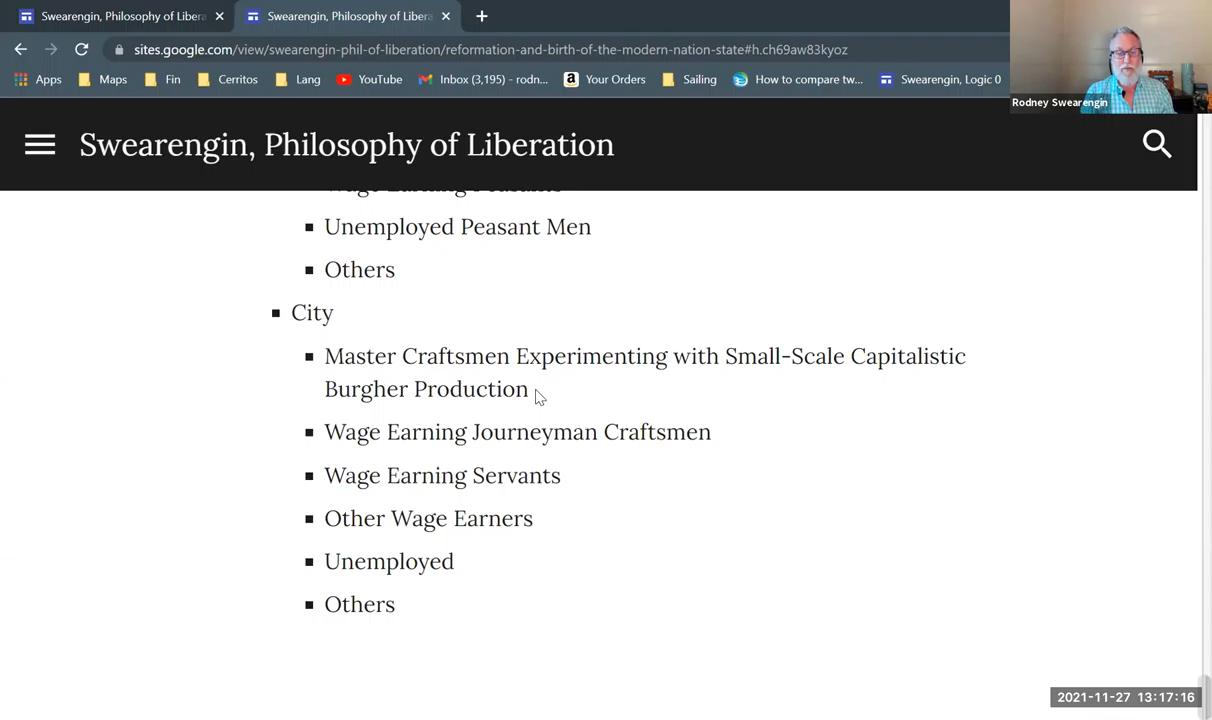 Swearengin, Philosophy of Libera
Swearengin, Philosophy of Libera
sites.google.com/view/swearengin-phil-of-liberation/reformation-and-birth-of-the-modern-nation-state#h.ch69aw83kyoz
Apps Maps Fin Cerritos Lang YouTube Inbox (3,195) - rodn... Your Orders Sailing How to compare tw... Swearengin, Logic 0
Rodney Swearengin
Swearengin, Philosophy of Liberation
Wage Earning Peasants
Unemployed Peasant Men
Others
City
Master Craftsmen Experimenting with Small-Scale Capitalistic
Burgher Production
Wage Earning Journeyman Craftsmen
Wage Earning Servants
Other Wage Earners
Unemployed
Others
2021-11-27 13:17:16